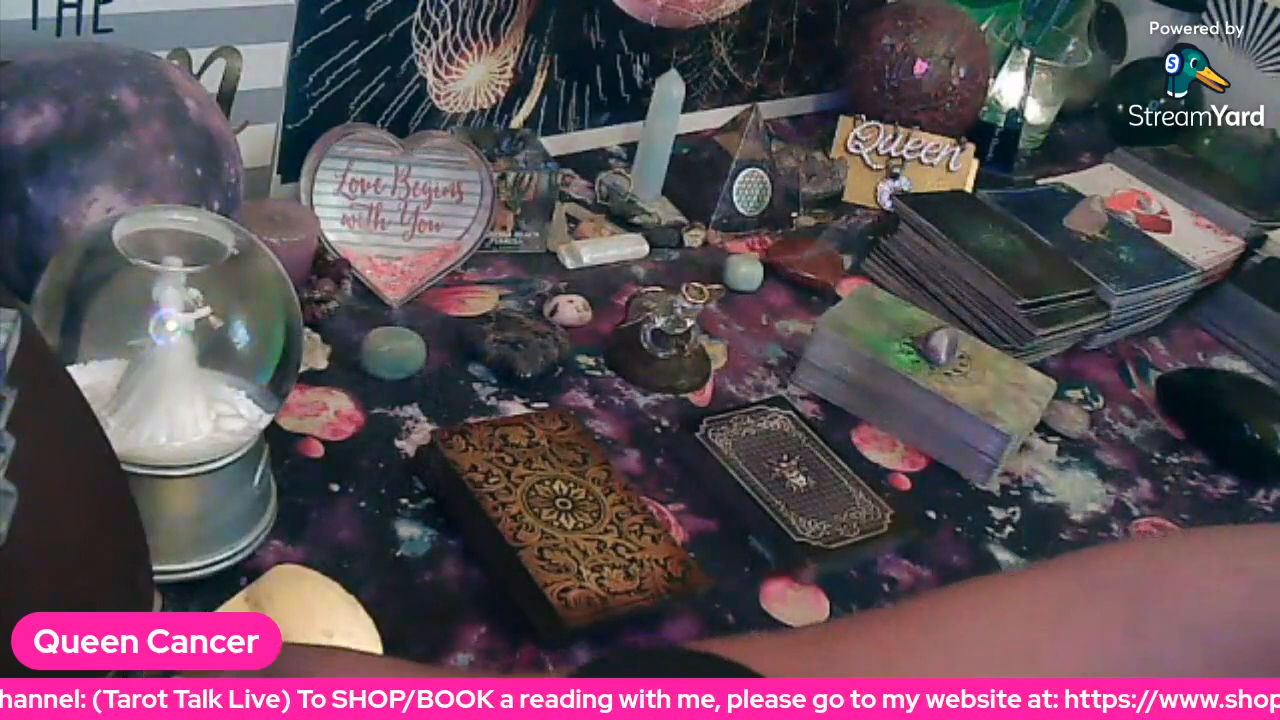 THE
Powered by
StreamYard
Love Begins
with You
Queen
Queen Cancer
hannel: (Tarot Talk Live) To SHOP/BOOK a reading with me, please go to my website at: https://www.shop